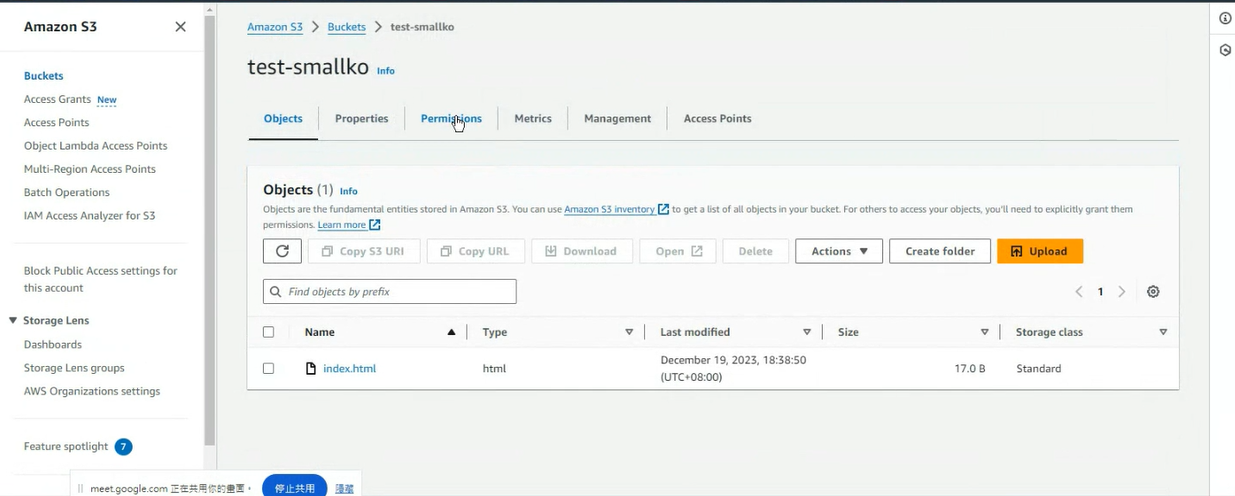 Amazon S3
Buckets
Access Grants New
Access Points
Object Lambda Access Points
Multi-Region Access Points
Batch Operations
IAM Access Analyzer for S3
Block Public Access settings for
this account
Storage Lens
Dashboards
Storage Lens groups
AWS Organizations settings
Feature spotlight 7
Amazon S3 > Buckets > test-smallko
test-smallko Info
Objects Properties Permissions Metrics Management Access Points
Objects (1) Info
Objects are the fundamental entities stored in Amazon S3. You can use Amazon S3 inventory to get a list of all objects in your bucket. For others to access your objects, you'll need to explicitly grant them
permissions. Learn more
Copy S3 URI Copy URL Download Open Delete Actions Create folder Upload
Find objects by prefix
1
Name Type Last modified Size Storage class
index.html html December 19, 2023, 18:38:50
(UTC+08:00) 17.0 B Standard
meet.google.com 正在共用你的畫面。 停止共用 隱藏